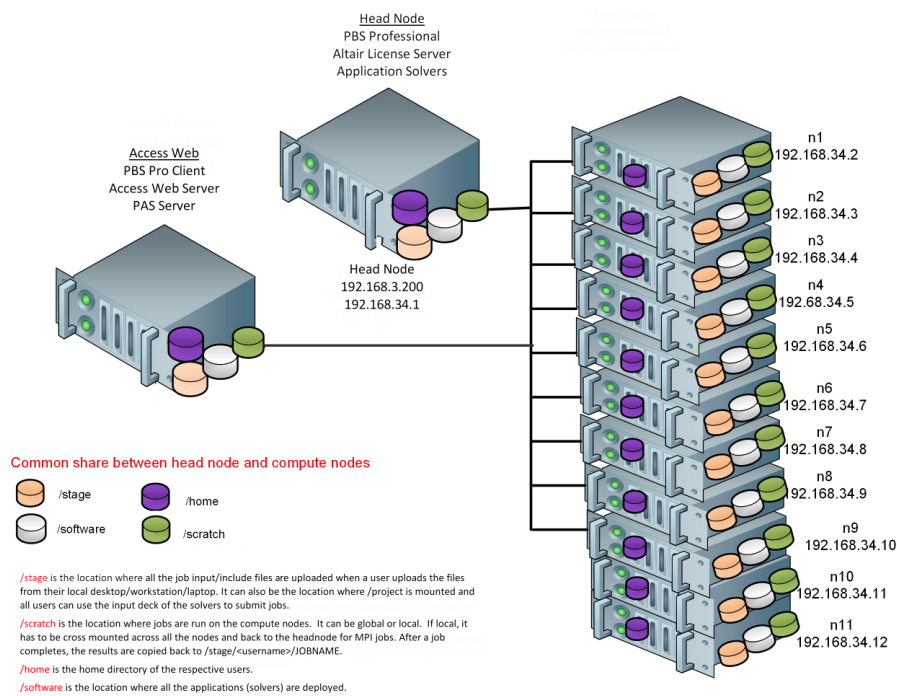 Head Node
PBS Professional
Altair License Server
Application Solvers
Access Web
PBS Pro Client
Access Web Server
PAS Server
Head Node
192.168.3.200
192.168.34.1
n1
192.168.34.2
n2
192.168.34.3
n3
192.168.34.4
n4
192.68.34.5
n5
192.168.34.6
n6
192.168.34.7
n7
192.168.34.8
n8
192.168.34.9
n9
192.168.34.10
n10
192.168.34.11
n11
192.168.34.12
Common share between head node and compute nodes
/stage
/home
/software
/scratch
/stage is the location where all the job input/include files are uploaded when a user uploads the files
from their local desktop/workstation/laptop. It can also be the location where /project is mounted and
all users can use the input deck of the solvers to submit jobs.
/scratch is the location where jobs are run on the compute nodes. It can be global or local. If local, it
has to be cross mounted across all the nodes and back to the headnode for MPI jobs. After a job
completes, the results are copied back to /stage/<username>/JOBNAME.
/home is the home directory of the respective users.
/software is the location where all the applications (solvers) are deployed.